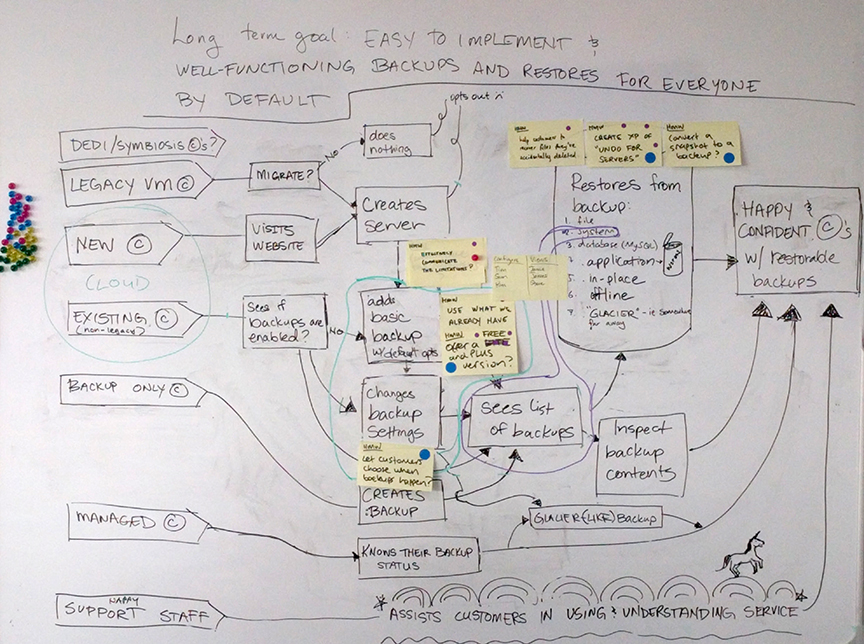 Long term goal: EASY TO IMPLEMENT &
WELL-FUNCTIONING BACKUPS AND RESTORES FOR EVERYONE
BY DEFAULT
opts out
DEDI/SYMBIOSIS ©'s?
does
nothing
NO
LEGACY VM ©
MIGRATE?
Creates
server
NEW ©
VISITS
WEBSITE
CLOUD
EXISTING ©
(non-legacy)
Sees if
backups are
enabled?
NO
adds
basic
backup
w/default opts
HMW
EFFECTIVELY
COMMUNICATE
THE LIMITATIONS?
HMW
USE WHAT WE
ALREADY HAVE
HMW FREE
offer a
and PLUS
version?
HMW
help customers to
recover files they've
accidentally deleted
HMW
CREATE XP OF
"UNDO FOR
SERVERS"
HMW
Convert a
snapshot to a
backup?
Restores from
backup:
1. file
2. system
3. database (MySQL)
application
5. in-place
6. offline
7. "GLACIER" - ie Somewhere
far away
HAPPY &
CONFIDENT ©'s
w/ restorable
backups
BACKUP ONLY ©
Changes
backup
settings
HMW
Let customers
choose when
backups happen?
CREATES
BACKUP
Sees list
of backups
Inspect
backup
contents
MANAGED ©
GLACIER(LIKE) Backup
KNOWS THEIR BACKUP
STATUS
HAPPY
SUPPORT STAFF
ASSISTS CUSTOMERS IN USING & UNDERSTANDING SERVICE